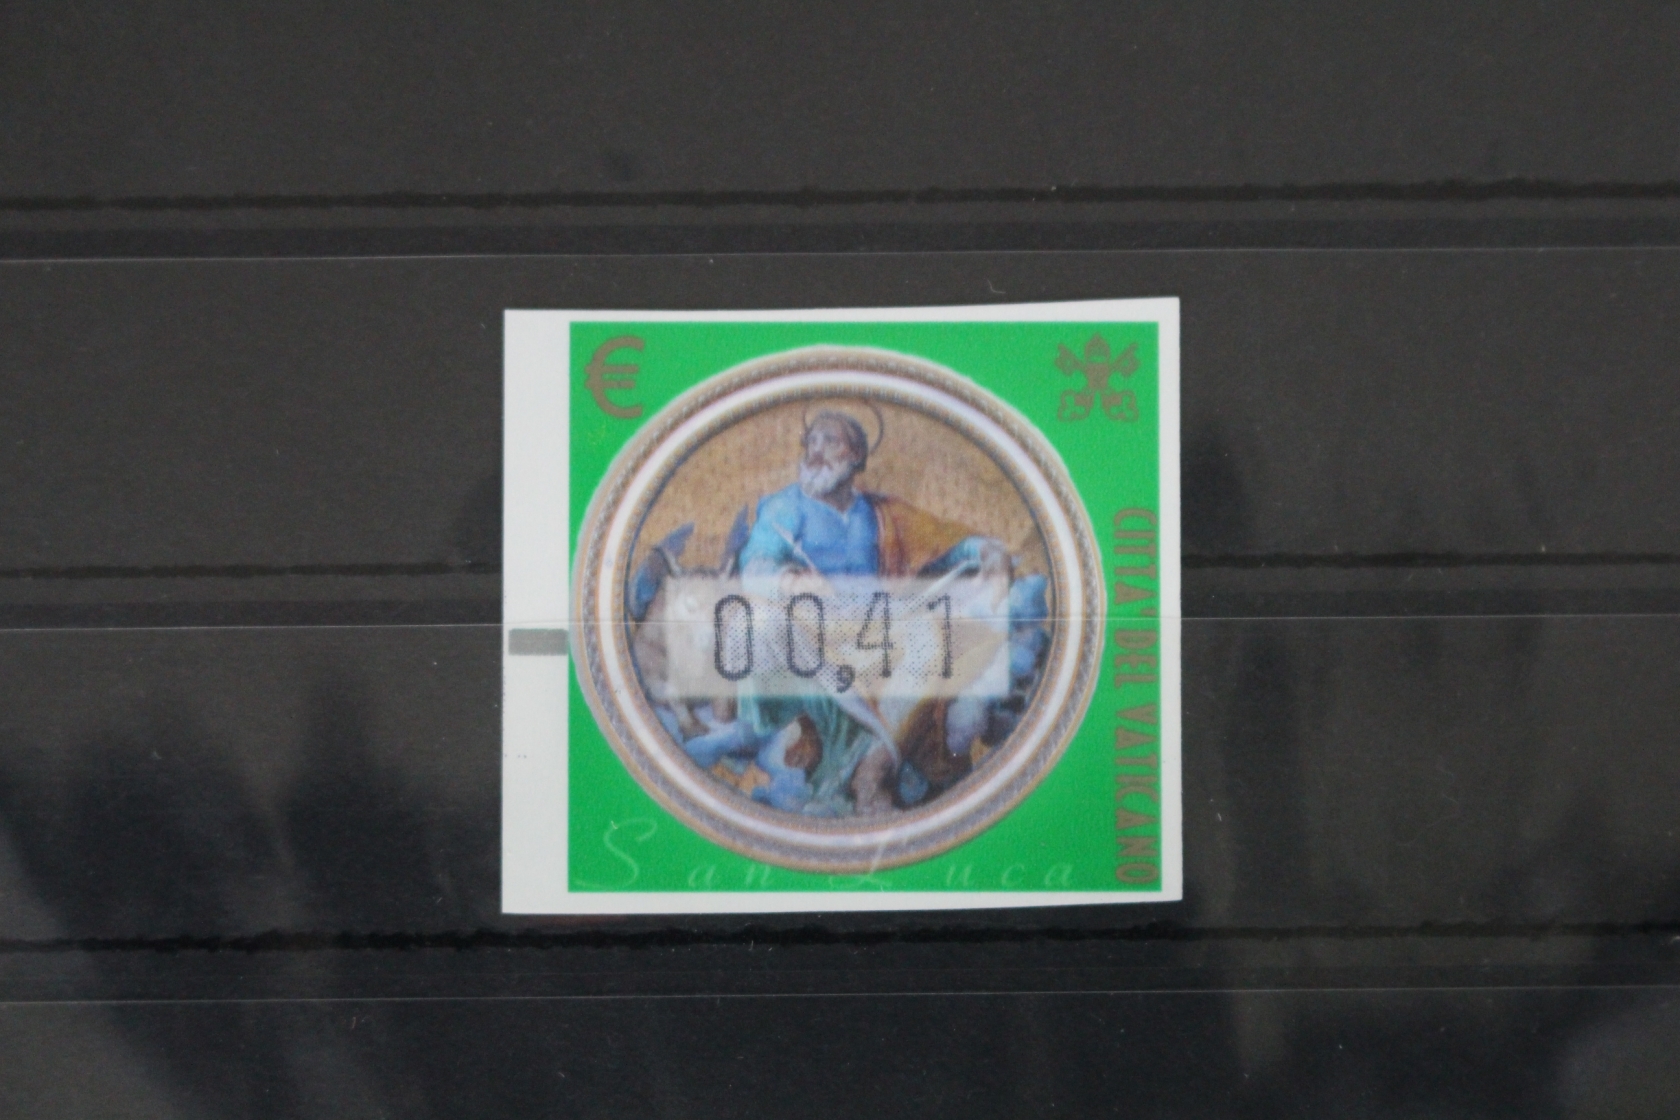 €
00,41
CITTA' DEL VATICANO
San Luca